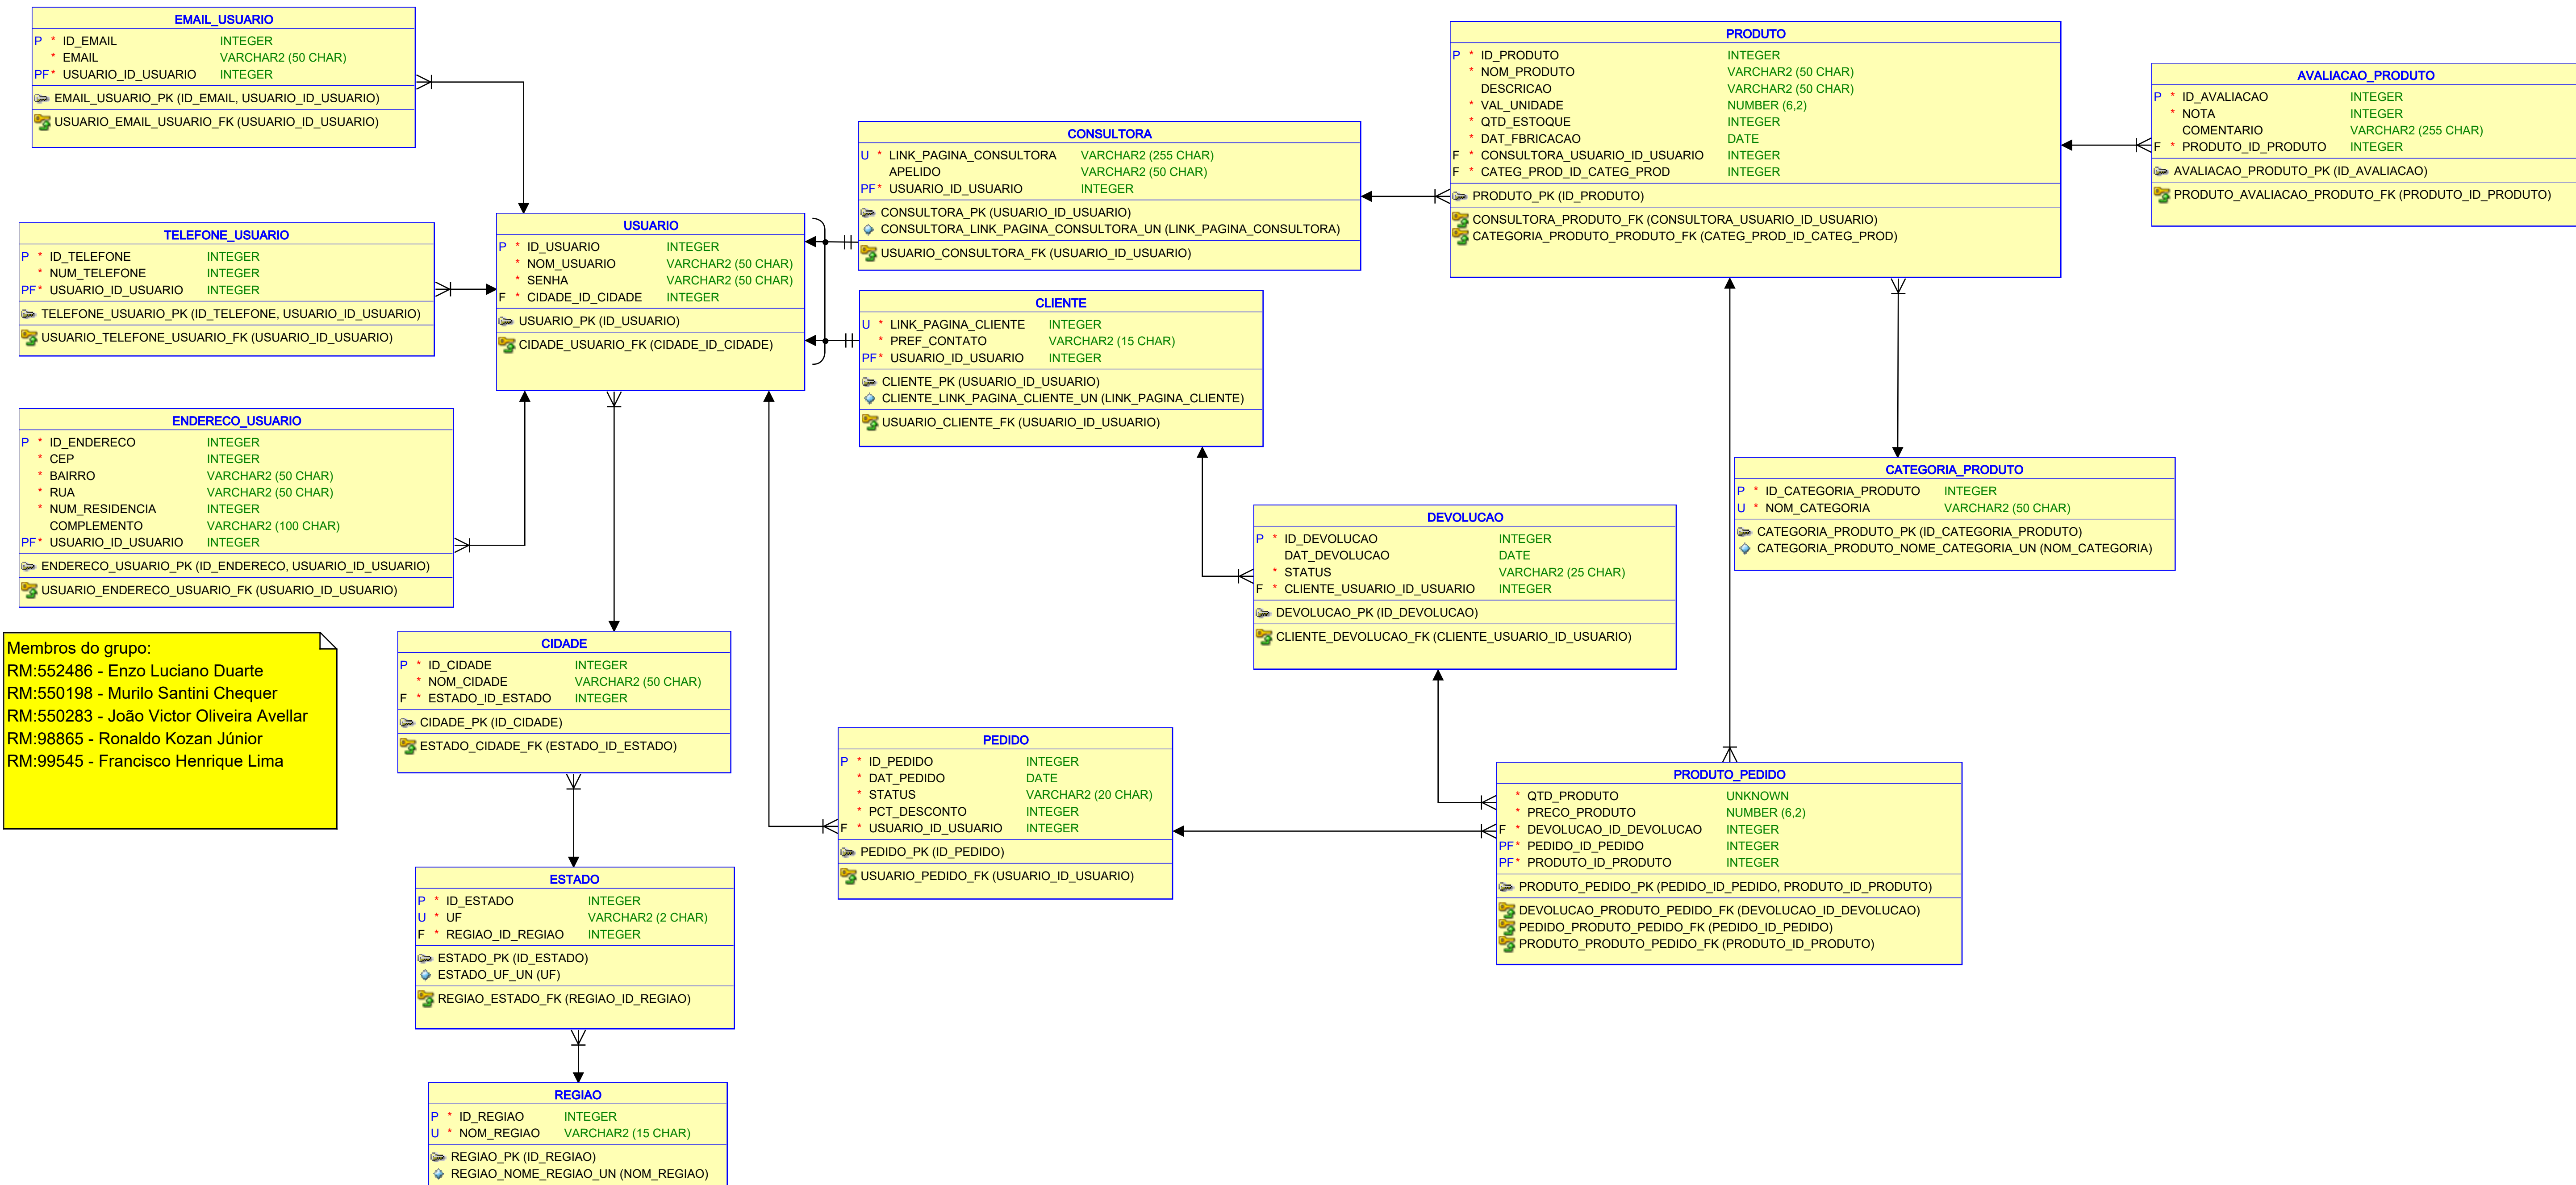 EMAIL_USUARIO
P * ID_EMAIL INTEGER
* EMAIL VARCHAR2 (50 CHAR)
PF* USUARIO_ID_USUARIO INTEGER
EMAIL_USUARIO_PK (ID_EMAIL, USUARIO_ID_USUARIO)
USUARIO_EMAIL_USUARIO_FK (USUARIO_ID_USUARIO)
TELEFONE_USUARIO
P * ID_TELEFONE INTEGER
* NUM_TELEFONE INTEGER
PF* USUARIO_ID_USUARIO INTEGER
TELEFONE_USUARIO_PK (ID_TELEFONE, USUARIO_ID_USUARIO)
USUARIO_TELEFONE_USUARIO_FK (USUARIO_ID_USUARIO)
ENDERECO_USUARIO
P * ID_ENDERECO INTEGER
* CEP INTEGER
* BAIRRO VARCHAR2 (50 CHAR)
* RUA VARCHAR2 (50 CHAR)
* NUM_RESIDENCIA INTEGER
COMPLEMENTO VARCHAR2 (100 CHAR)
PF* USUARIO_ID_USUARIO INTEGER
ENDERECO_USUARIO_PK (ID_ENDERECO, USUARIO_ID_USUARIO)
USUARIO_ENDERECO_USUARIO_FK (USUARIO_ID_USUARIO)
Membros do grupo:
RM:552486 - Enzo Luciano Duarte
RM:550198 - Murilo Santini Chequer
RM:550283 - João Victor Oliveira Avellar
RM:98865 - Ronaldo Kozan Júnior
RM:99545 - Francisco Henrique Lima
USUARIO
P * ID_USUARIO INTEGER
* NOM_USUARIO VARCHAR2 (50 CHAR)
* SENHA VARCHAR2 (50 CHAR)
F * CIDADE_ID_CIDADE INTEGER
USUARIO_PK (ID_USUARIO)
CIDADE_USUARIO_FK (CIDADE_ID_CIDADE)
CIDADE
P * ID_CIDADE INTEGER
* NOM_CIDADE VARCHAR2 (50 CHAR)
F * ESTADO_ID_ESTADO INTEGER
CIDADE_PK (ID_CIDADE)
ESTADO_CIDADE_FK (ESTADO_ID_ESTADO)
ESTADO
P * ID_ESTADO INTEGER
U * UF VARCHAR2 (2 CHAR)
F * REGIAO_ID_REGIAO INTEGER
ESTADO_PK (ID_ESTADO)
ESTADO_UF_UN (UF)
REGIAO_ESTADO_FK (REGIAO_ID_REGIAO)
REGIAO
P * ID_REGIAO INTEGER
U * NOM_REGIAO VARCHAR2 (15 CHAR)
REGIAO_PK (ID_REGIAO)
REGIAO_NOME_REGIAO_UN (NOM_REGIAO)
CONSULTORA
U * LINK_PAGINA_CONSULTORA VARCHAR2 (255 CHAR)
APELIDO VARCHAR2 (50 CHAR)
PF* USUARIO_ID_USUARIO INTEGER
CONSULTORA_PK (USUARIO_ID_USUARIO)
CONSULTORA_LINK_PAGINA_CONSULTORA_UN (LINK_PAGINA_CONSULTORA)
USUARIO_CONSULTORA_FK (USUARIO_ID_USUARIO)
CLIENTE
U * LINK_PAGINA_CLIENTE INTEGER
* PREF_CONTATO VARCHAR2 (15 CHAR)
PF* USUARIO_ID_USUARIO INTEGER
CLIENTE_PK (USUARIO_ID_USUARIO)
CLIENTE_LINK_PAGINA_CLIENTE_UN (LINK_PAGINA_CLIENTE)
USUARIO_CLIENTE_FK (USUARIO_ID_USUARIO)
PEDIDO
P * ID_PEDIDO INTEGER
* DAT_PEDIDO DATE
* STATUS VARCHAR2 (20 CHAR)
* PCT_DESCONTO INTEGER
F * USUARIO_ID_USUARIO INTEGER
PEDIDO_PK (ID_PEDIDO)
USUARIO_PEDIDO_FK (USUARIO_ID_USUARIO)
DEVOLUCAO
P * ID_DEVOLUCAO INTEGER
DAT_DEVOLUCAO DATE
* STATUS VARCHAR2 (25 CHAR)
F * CLIENTE_USUARIO_ID_USUARIO INTEGER
DEVOLUCAO_PK (ID_DEVOLUCAO)
CLIENTE_DEVOLUCAO_FK (CLIENTE_USUARIO_ID_USUARIO)
PRODUTO
P * ID_PRODUTO INTEGER
* NOM_PRODUTO VARCHAR2 (50 CHAR)
DESCRICAO VARCHAR2 (50 CHAR)
* VAL_UNIDADE NUMBER (6,2)
* QTD_ESTOQUE INTEGER
* DAT_FBRICACAO DATE
F * CONSULTORA_USUARIO_ID_USUARIO INTEGER
F * CATEG_PROD_ID_CATEG_PROD INTEGER
PRODUTO_PK (ID_PRODUTO)
CONSULTORA_PRODUTO_FK (CONSULTORA_USUARIO_ID_USUARIO)
CATEGORIA_PRODUTO_PRODUTO_FK (CATEG_PROD_ID_CATEG_PROD)
AVALIACAO_PRODUTO
P * ID_AVALIACAO INTEGER
* NOTA INTEGER
COMENTARIO VARCHAR2 (255 CHAR)
F * PRODUTO_ID_PRODUTO INTEGER
AVALIACAO_PRODUTO_PK (ID_AVALIACAO)
PRODUTO_AVALIACAO_PRODUTO_FK (PRODUTO_ID_PRODUTO)
CATEGORIA_PRODUTO
P * ID_CATEGORIA_PRODUTO INTEGER
U * NOM_CATEGORIA VARCHAR2 (50 CHAR)
CATEGORIA_PRODUTO_PK (ID_CATEGORIA_PRODUTO)
CATEGORIA_PRODUTO_NOME_CATEGORIA_UN (NOM_CATEGORIA)
PRODUTO_PEDIDO
* QTD_PRODUTO UNKNOWN
* PRECO_PRODUTO NUMBER (6,2)
F * DEVOLUCAO_ID_DEVOLUCAO INTEGER
PF* PEDIDO_ID_PEDIDO INTEGER
PF* PRODUTO_ID_PRODUTO INTEGER
PRODUTO_PEDIDO_PK (PEDIDO_ID_PEDIDO, PRODUTO_ID_PRODUTO)
DEVOLUCAO_PRODUTO_PEDIDO_FK (DEVOLUCAO_ID_DEVOLUCAO)
PEDIDO_PRODUTO_PEDIDO_FK (PEDIDO_ID_PEDIDO)
PRODUTO_PRODUTO_PEDIDO_FK (PRODUTO_ID_PRODUTO)